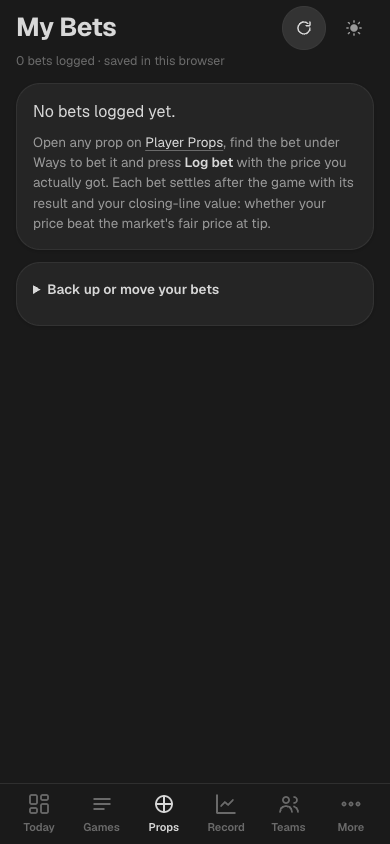 My Bets
0 bets logged · saved in this browser
No bets logged yet.
Open any prop on Player Props, find the bet under
Ways to bet it and press Log bet with the price you
actually got. Each bet settles after the game with its
result and your closing-line value: whether your
price beat the market's fair price at tip.
Back up or move your bets
Today
Games
Props
Record
Teams
More